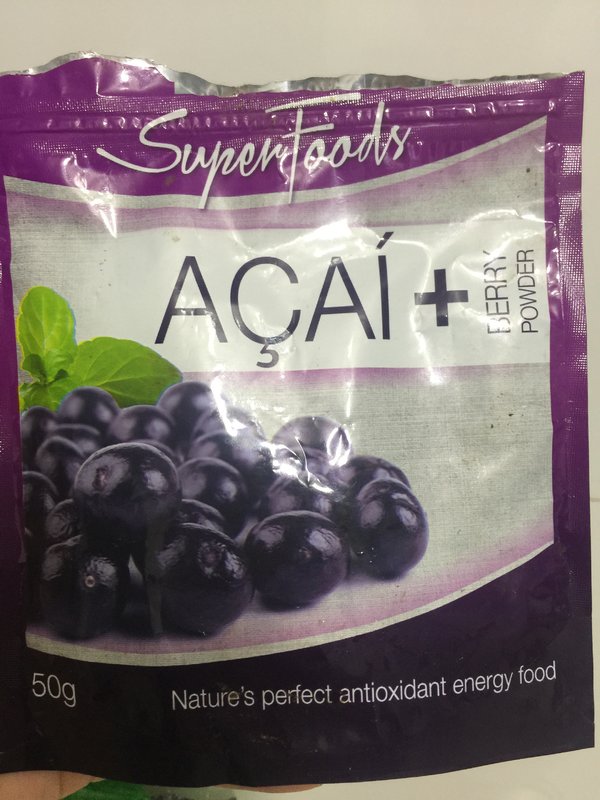 SuperFoods
AÇAÍ +
BERRY
POWDER
50g
Nature's perfect antioxidant energy food